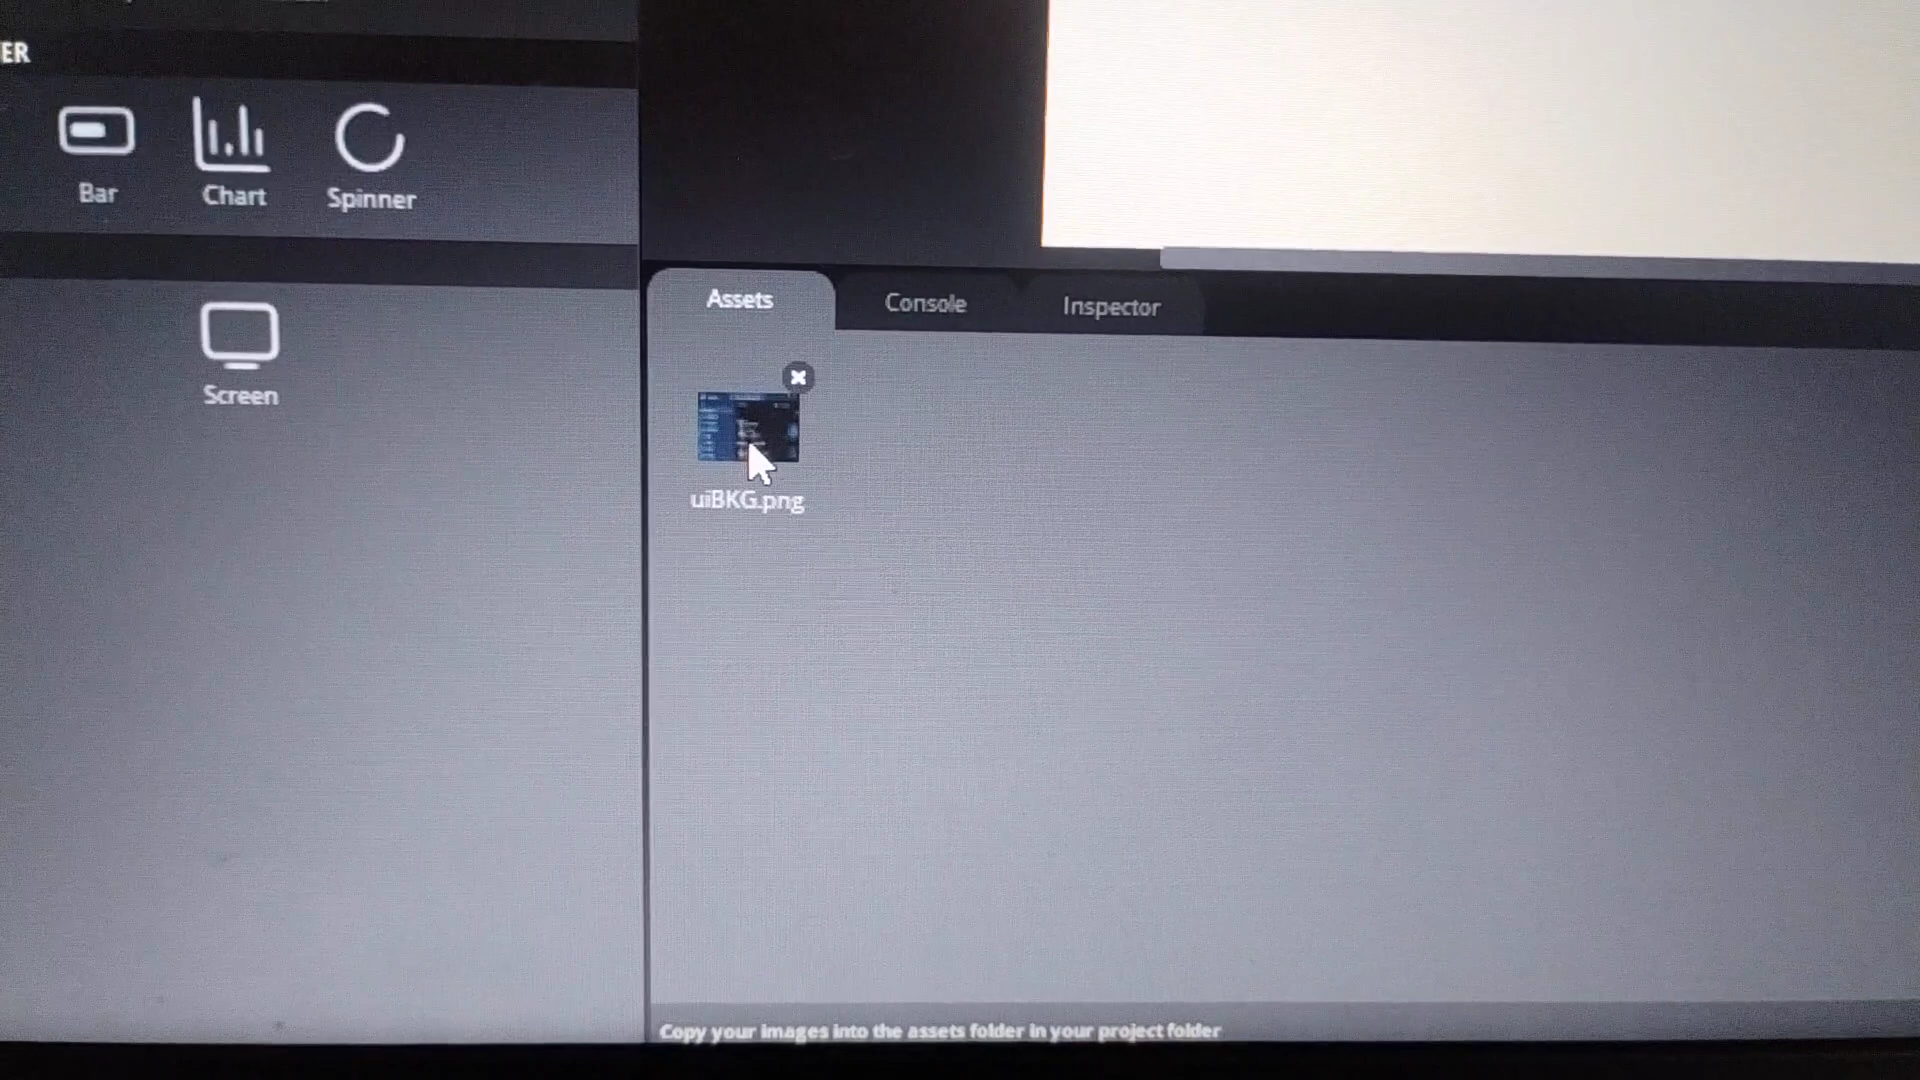 ER
Bar
Chart
Spinner
Screen
Assets
Console
Inspector
uiBKG.png
Copy your images into the assets folder in your project folder